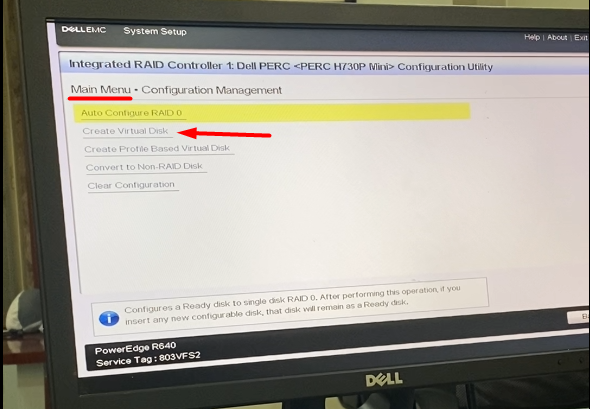 DELLEMC System Setup
Help | About | Exit
Integrated RAID Controller 1: Dell PERC <PERC H730P Mini> Configuration Utility
Main Menu • Configuration Management
Auto Configure RAID 0
Create Virtual Disk
Create Profile Based Virtual Disk
Convert to Non-RAID Disk
Clear Configuration
Configures a Ready disk to single disk RAID 0. After performing this operation, if you
insert any new configurable disk, that disk will remain as a Ready disk.
PowerEdge R640
Service Tag : 803VFS2
DELL